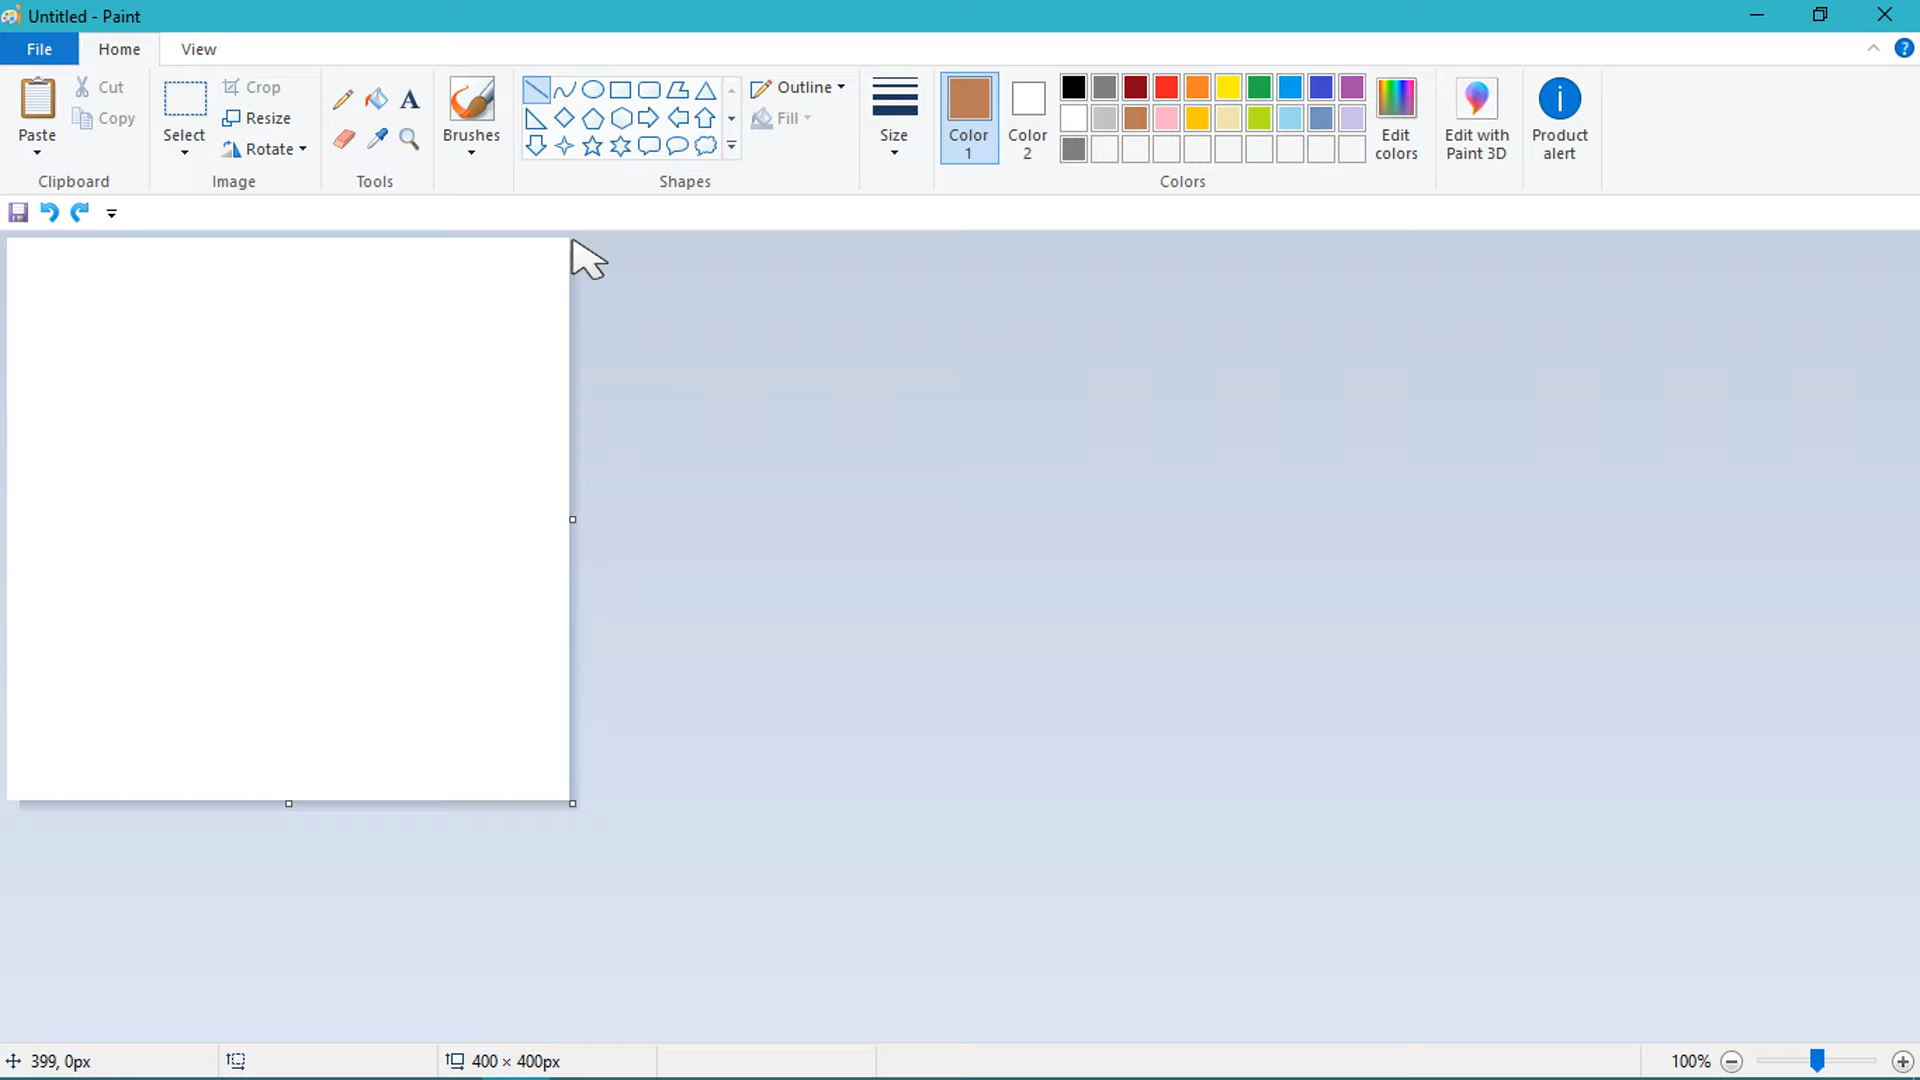 Untitled - Paint
File Home View
Paste Cut Copy
Clipboard
Select Crop Resize Rotate
Image
A
Tools
Brushes
Outline Fill
Shapes
Size
Color 1
Color 2
Edit colors
Colors
Edit with Paint 3D
Product alert
399, 0px
400 × 400px
100%